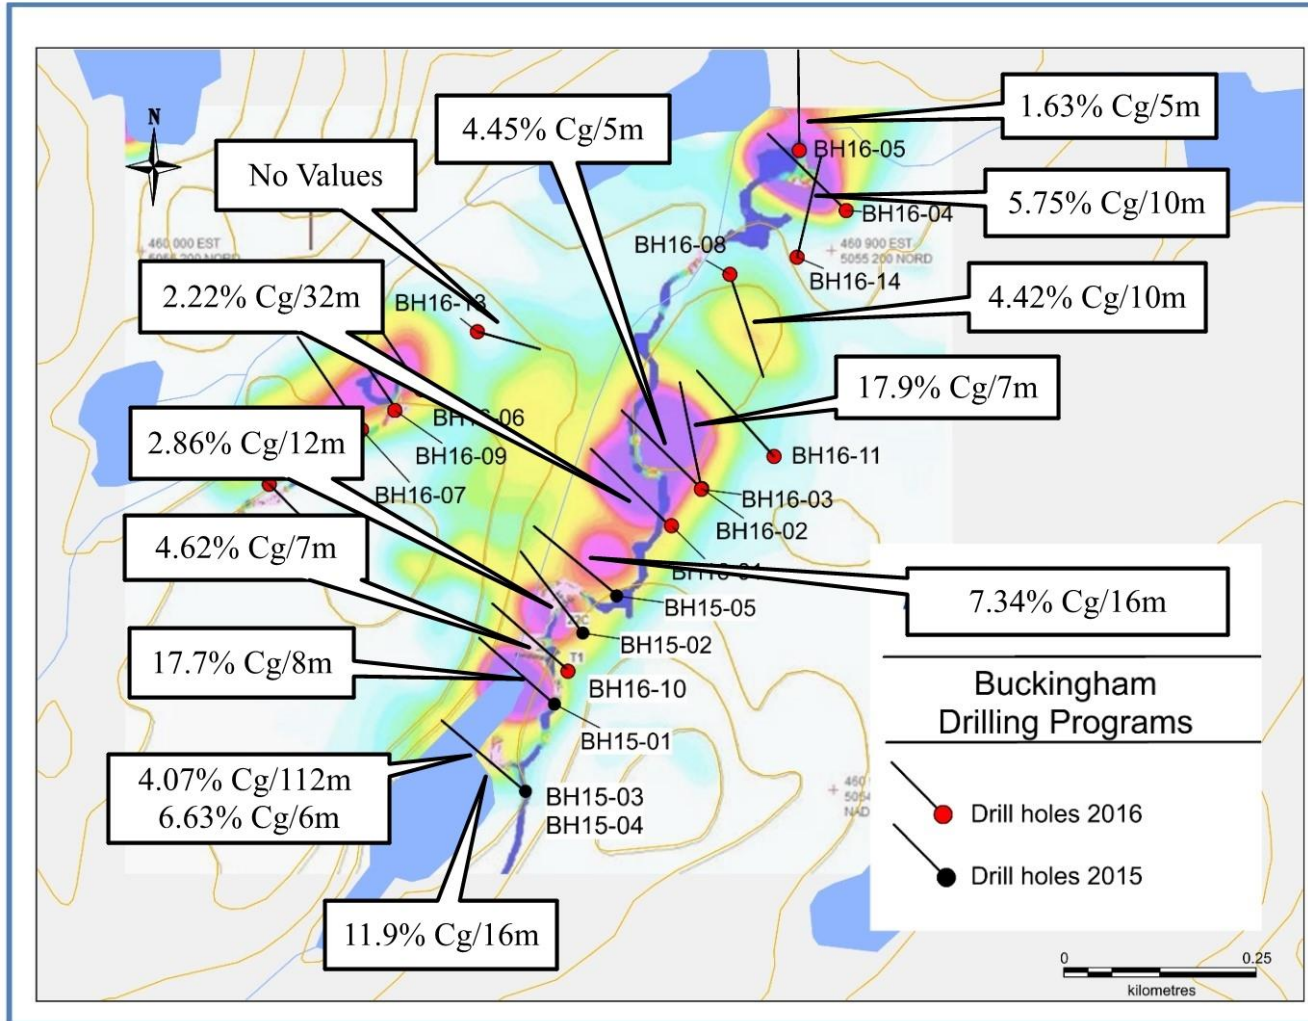 N
1.63% Cg/5m
4.45% Cg/5m
BH16-05
No Values
5.75% Cg/10m
BH16-04
BH16-08
460 000 EST
460 900 EST
5055 200 NORD
BH16-14
2.22% Cg/32m
4.42% Cg/10m
BH16-13
17.9% Cg/7m
BH16-06
2.86% Cg/12m
BH16-09
BH16-11
BH16-07
BH16-03
BH16-02
4.62% Cg/7m
7.34% Cg/16m
BH15-05
BH15-02
T1
17.7% Cg/8m
BH16-10
Buckingham
Drilling Programs
BH15-01
4.07% Cg/112m
6.63% Cg/6m
BH15-03
BH15-04
Drill holes 2016
Drill holes 2015
11.9% Cg/16m
0 0.25
kilometres